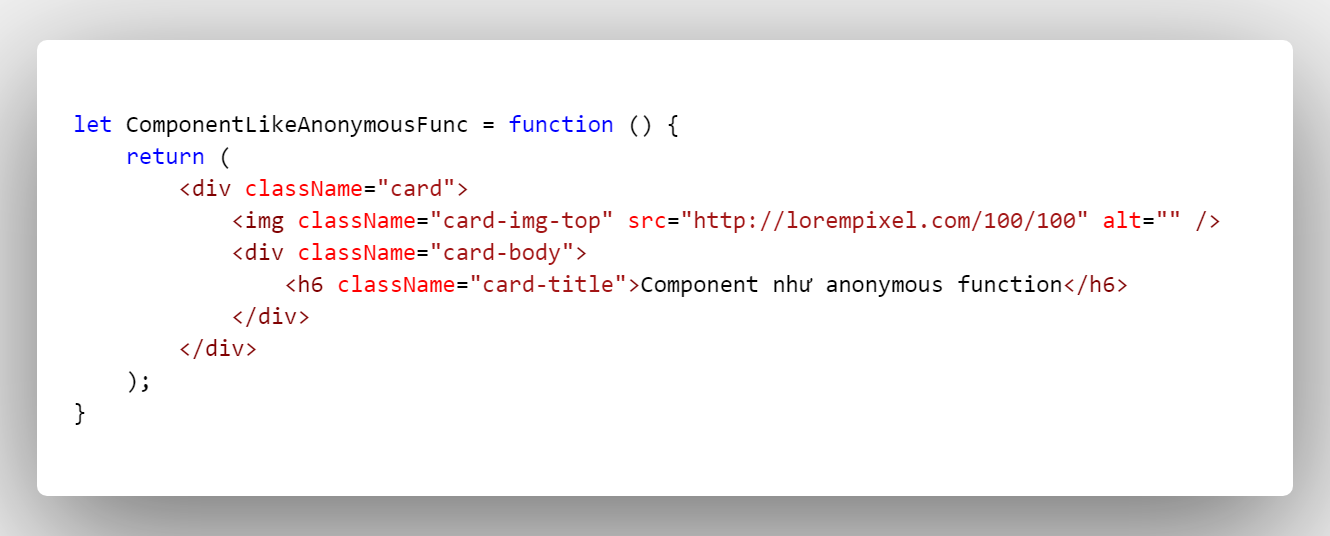 let ComponentLikeAnonymousFunc = function () {
    return (
        <div className="card">
            <img className="card-img-top" src="http://lorempixel.com/100/100" alt="" />
            <div className="card-body">
                <h6 className="card-title">Component như anonymous function</h6>
            </div>
        </div>
    );
}